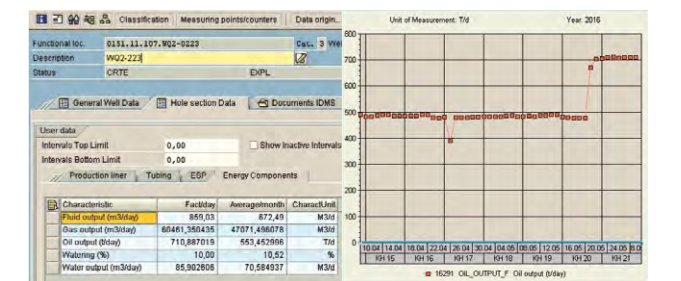 Classification Measuring points/counters Data origin..
Functional loc. 0151.11.107.WQ2-0223 Cat. 3 We
Description WQ2-223
Status CRTE EXPL
General Well Data Hole section Data Documents IDMS
User data
Intervals Top Limit 0,00 Show Inactive Intervals
Intervals Bottom Limit 0,00
Production liner Tubing ESP Energy Components
Characteristic Fact/day Average/month CharactUnit
Fluid output (m3/day) 859,03 672,49 M3/d
Gas output (m3/day) 60461,350435 47071,496078 M3/d
Oil output (t/day) 710,887019 553,452996 T/d
Watering (%) 10,00 10,52 %
Water output (m3/day) 85,902606 70,584937 M3/d
Unit of Measurement: T/d Year: 2016
800
700
600
500
400
300
200
100
0
10.04 14.04 18.04 22.04 26.04 30.04 04.05 08.05 12.05 16.05 20.05 24.05
KH 15 KH 16 KH 17 KH 18 KH 19 KH 20 KH 21
16291 OIL_OUTPUT_F Oil output (t/day)